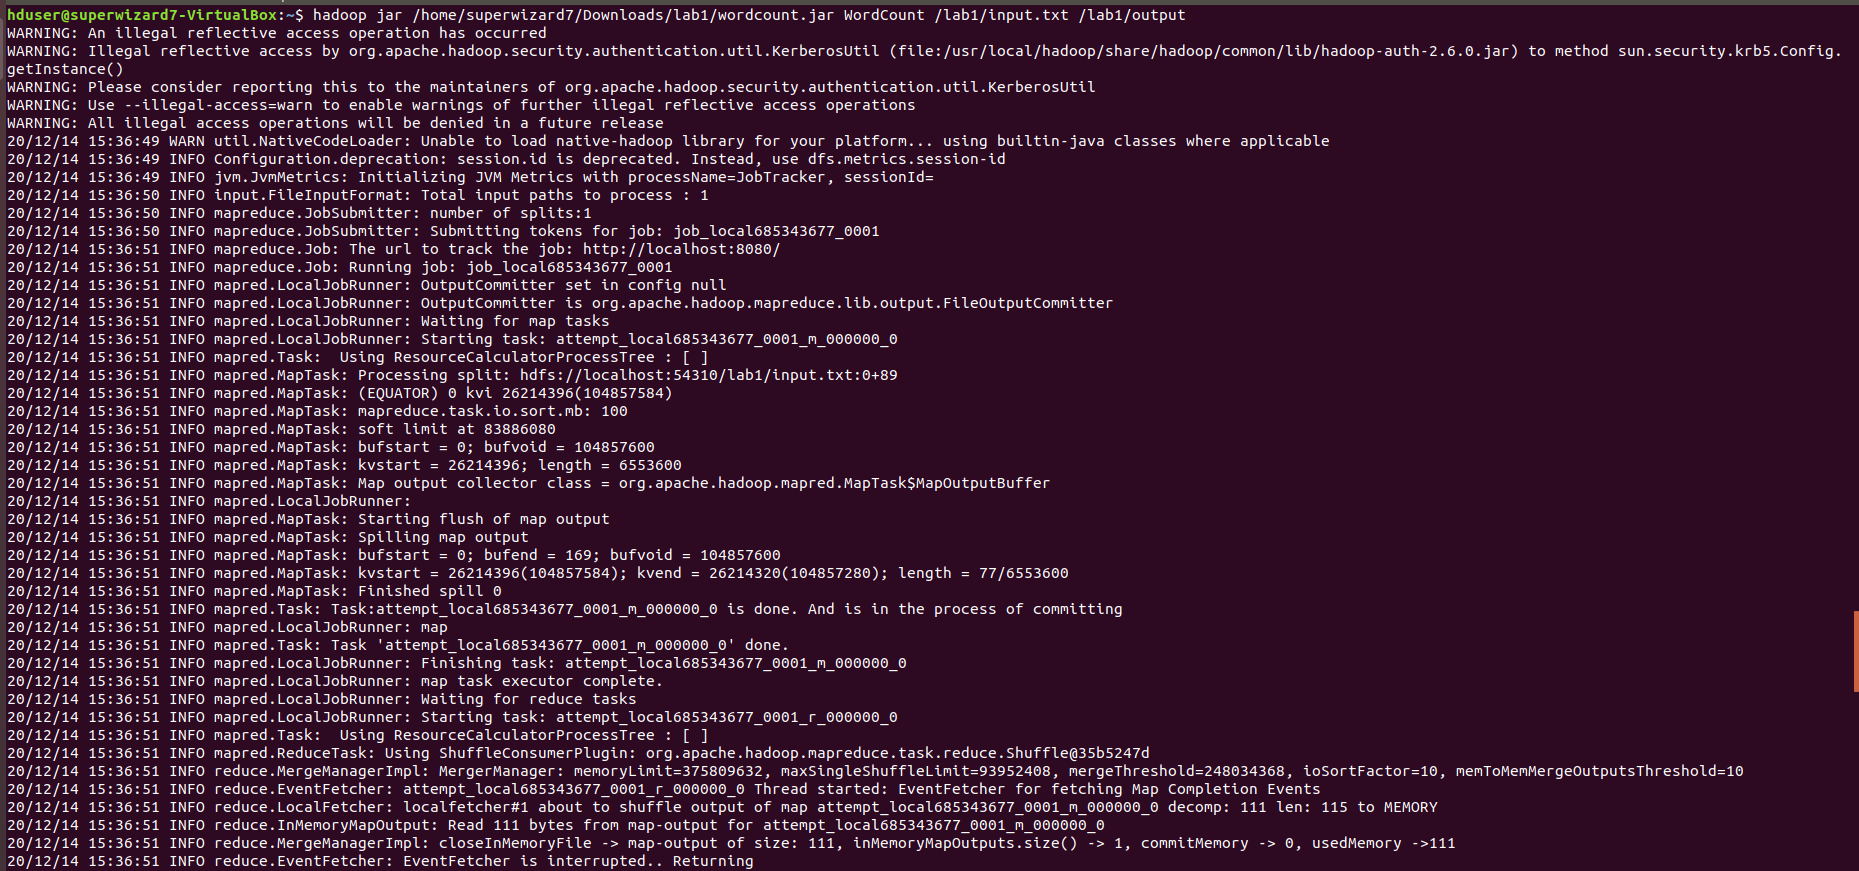 hduser@superwizard7-VirtualBox:~$ hadoop jar /home/superwizard7/Downloads/lab1/wordcount.jar WordCount /lab1/input.txt /lab1/output
WARNING: An illegal reflective access operation has occurred
WARNING: Illegal reflective access by org.apache.hadoop.security.authentication.util.KerberosUtil (file:/usr/local/hadoop/share/hadoop/common/lib/hadoop-auth-2.6.0.jar) to method sun.security.krb5.Config.
getInstance()
WARNING: Please consider reporting this to the maintainers of org.apache.hadoop.security.authentication.util.KerberosUtil
WARNING: Use --illegal-access=warn to enable warnings of further illegal reflective access operations
WARNING: All illegal access operations will be denied in a future release
20/12/14 15:36:49 WARN util.NativeCodeLoader: Unable to load native-hadoop library for your platform... using builtin-java classes where applicable
20/12/14 15:36:49 INFO Configuration.deprecation: session.id is deprecated. Instead, use dfs.metrics.session-id
20/12/14 15:36:49 INFO jvm.JvmMetrics: Initializing JVM Metrics with processName=JobTracker, sessionId=
20/12/14 15:36:50 INFO input.FileInputFormat: Total input paths to process : 1
20/12/14 15:36:50 INFO mapreduce.JobSubmitter: number of splits:1
20/12/14 15:36:50 INFO mapreduce.JobSubmitter: Submitting tokens for job: job_local685343677_0001
20/12/14 15:36:51 INFO mapreduce.Job: The url to track the job: http://localhost:8080/
20/12/14 15:36:51 INFO mapreduce.Job: Running job: job_local685343677_0001
20/12/14 15:36:51 INFO mapred.LocalJobRunner: OutputCommitter set in config null
20/12/14 15:36:51 INFO mapred.LocalJobRunner: OutputCommitter is org.apache.hadoop.mapreduce.lib.output.FileOutputCommitter
20/12/14 15:36:51 INFO mapred.LocalJobRunner: Waiting for map tasks
20/12/14 15:36:51 INFO mapred.LocalJobRunner: Starting task: attempt_local685343677_0001_m_000000_0
20/12/14 15:36:51 INFO mapred.Task:  Using ResourceCalculatorProcessTree : [ ]
20/12/14 15:36:51 INFO mapred.MapTask: Processing split: hdfs://localhost:54310/lab1/input.txt:0+89
20/12/14 15:36:51 INFO mapred.MapTask: (EQUATOR) 0 kvi 26214396(104857584)
20/12/14 15:36:51 INFO mapred.MapTask: mapreduce.task.io.sort.mb: 100
20/12/14 15:36:51 INFO mapred.MapTask: soft limit at 83886080
20/12/14 15:36:51 INFO mapred.MapTask: bufstart = 0; bufvoid = 104857600
20/12/14 15:36:51 INFO mapred.MapTask: kvstart = 26214396; length = 6553600
20/12/14 15:36:51 INFO mapred.MapTask: Map output collector class = org.apache.hadoop.mapred.MapTask$MapOutputBuffer
20/12/14 15:36:51 INFO mapred.LocalJobRunner:
20/12/14 15:36:51 INFO mapred.MapTask: Starting flush of map output
20/12/14 15:36:51 INFO mapred.MapTask: Spilling map output
20/12/14 15:36:51 INFO mapred.MapTask: bufstart = 0; bufend = 169; bufvoid = 104857600
20/12/14 15:36:51 INFO mapred.MapTask: kvstart = 26214396(104857584); kvend = 26214320(104857280); length = 77/6553600
20/12/14 15:36:51 INFO mapred.MapTask: Finished spill 0
20/12/14 15:36:51 INFO mapred.Task: Task:attempt_local685343677_0001_m_000000_0 is done. And is in the process of committing
20/12/14 15:36:51 INFO mapred.LocalJobRunner: map
20/12/14 15:36:51 INFO mapred.Task: Task 'attempt_local685343677_0001_m_000000_0' done.
20/12/14 15:36:51 INFO mapred.LocalJobRunner: Finishing task: attempt_local685343677_0001_m_000000_0
20/12/14 15:36:51 INFO mapred.LocalJobRunner: map task executor complete.
20/12/14 15:36:51 INFO mapred.LocalJobRunner: Waiting for reduce tasks
20/12/14 15:36:51 INFO mapred.LocalJobRunner: Starting task: attempt_local685343677_0001_r_000000_0
20/12/14 15:36:51 INFO mapred.Task:  Using ResourceCalculatorProcessTree : [ ]
20/12/14 15:36:51 INFO mapred.ReduceTask: Using ShuffleConsumerPlugin: org.apache.hadoop.mapreduce.task.reduce.Shuffle@35b5247d
20/12/14 15:36:51 INFO reduce.MergeManagerImpl: MergerManager: memoryLimit=375809632, maxSingleShuffleLimit=93952408, mergeThreshold=248034368, ioSortFactor=10, memToMemMergeOutputsThreshold=10
20/12/14 15:36:51 INFO reduce.EventFetcher: attempt_local685343677_0001_r_000000_0 Thread started: EventFetcher for fetching Map Completion Events
20/12/14 15:36:51 INFO reduce.LocalFetcher: localfetcher#1 about to shuffle output of map attempt_local685343677_0001_m_000000_0 decomp: 111 len: 115 to MEMORY
20/12/14 15:36:51 INFO reduce.InMemoryMapOutput: Read 111 bytes from map-output for attempt_local685343677_0001_m_000000_0
20/12/14 15:36:51 INFO reduce.MergeManagerImpl: closeInMemoryFile -> map-output of size: 111, inMemoryMapOutputs.size() -> 1, commitMemory -> 0, usedMemory ->111
20/12/14 15:36:51 INFO reduce.EventFetcher: EventFetcher is interrupted.. Returning